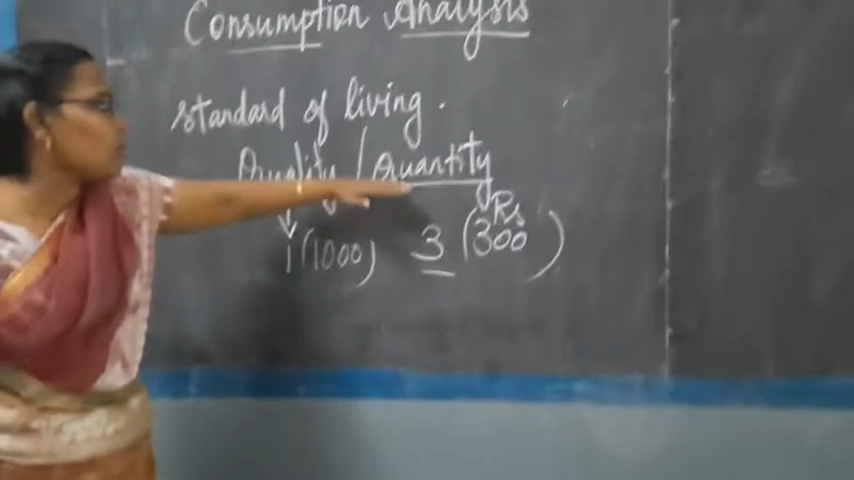 Consumption Analysis
standard of living.
Quality / Quantity
Rs
1 (1000) 3 (300)